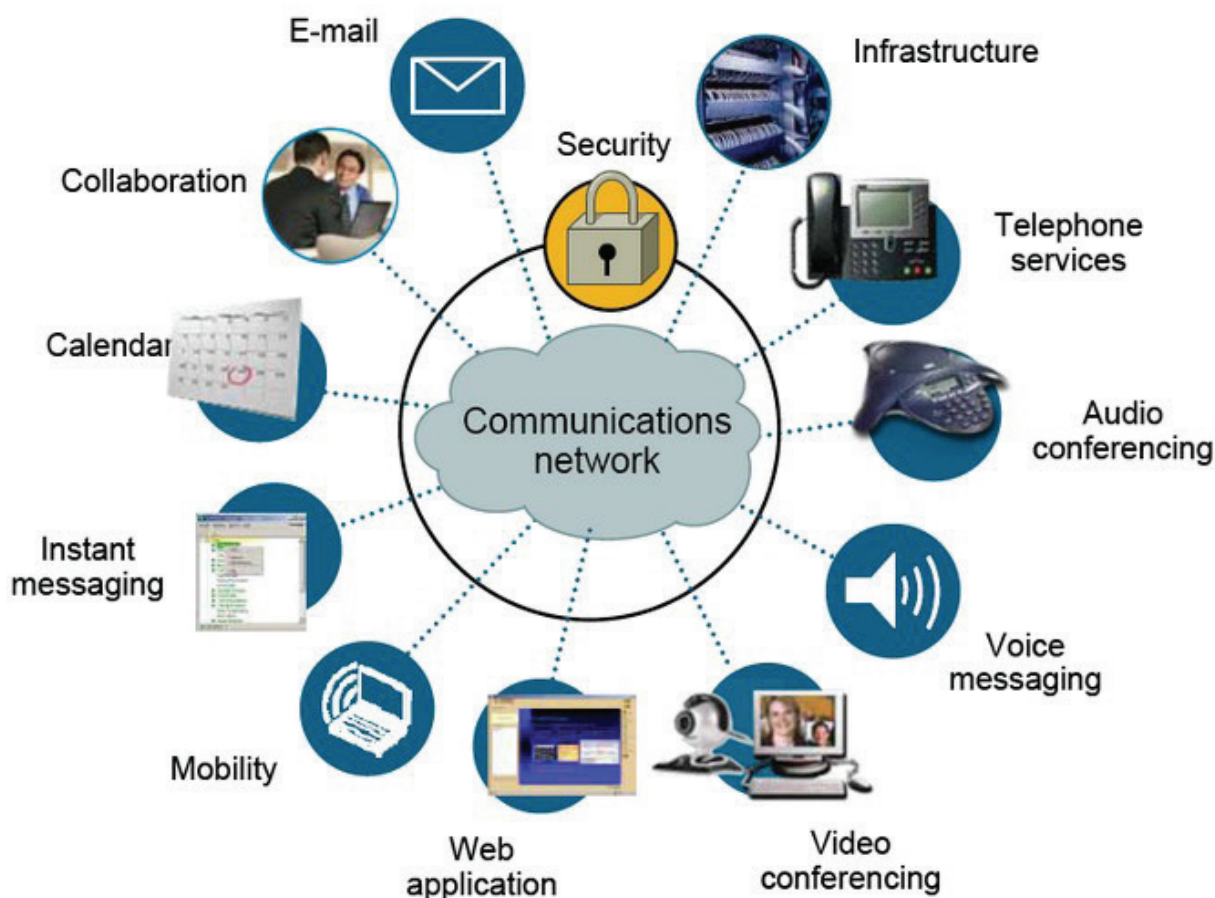 E-mail
Infrastructure
Security
Collaboration
Telephone
services
Calendar
Communications
network
Audio
conferencing
Instant
messaging
Voice
messaging
Mobility
Web
application
Video
conferencing